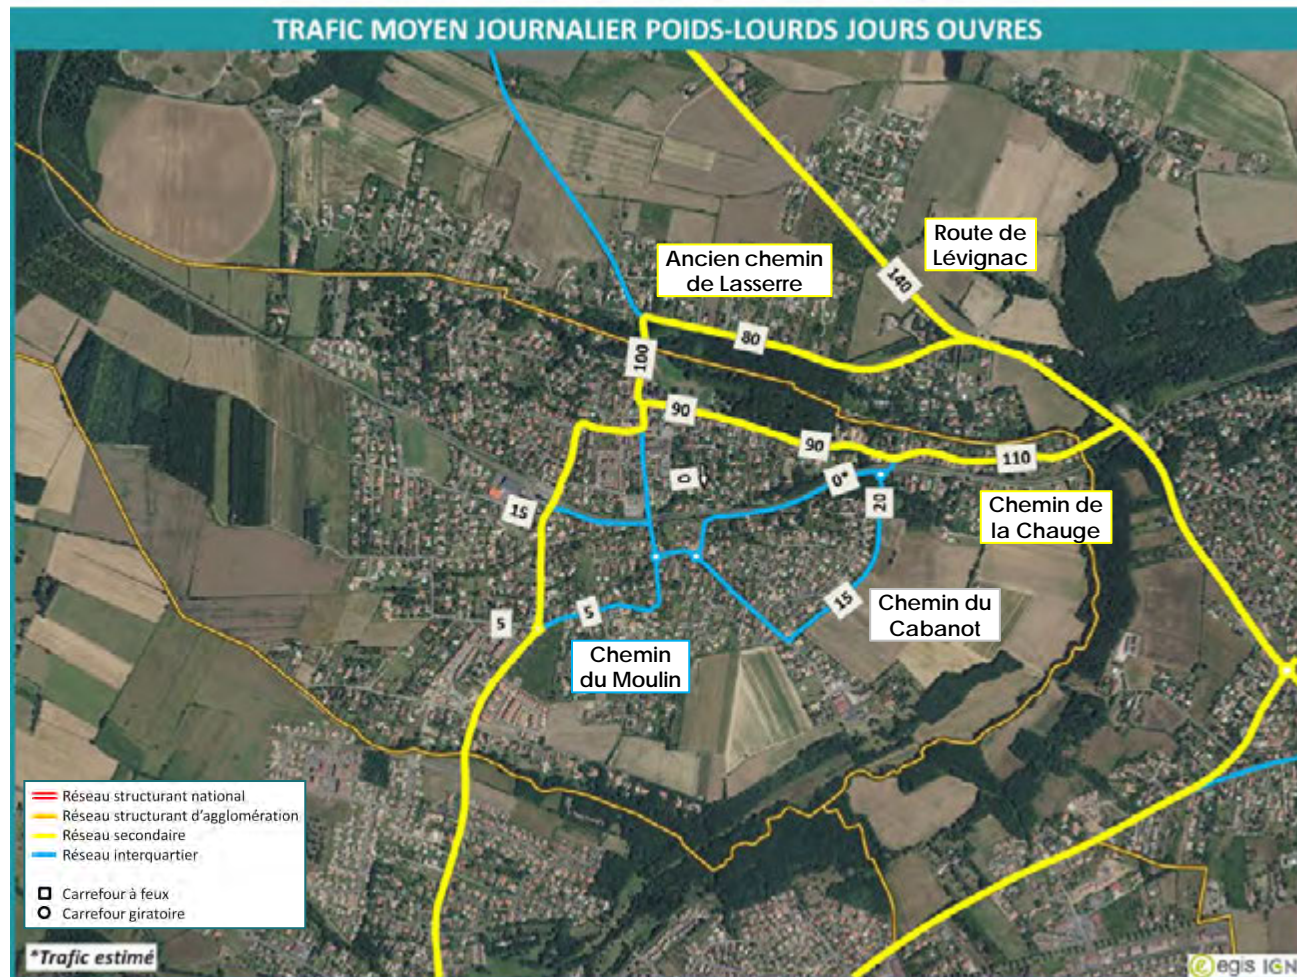 TRAFIC MOYEN JOURNALIER POIDS-LOURDS JOURS OUVRES
Route de
Lévignac
Ancien chemin
de Lasserre
140
80
100
90
90
110
0
0*
20
15
Chemin de
la Chauge
15
Chemin du
Cabanot
5
5
Chemin
du Moulin
Réseau structurant national
Réseau structurant d'agglomération
Réseau secondaire
Réseau interquartier
Carrefour à feux
Carrefour giratoire
*Trafic estimé
egis IGN